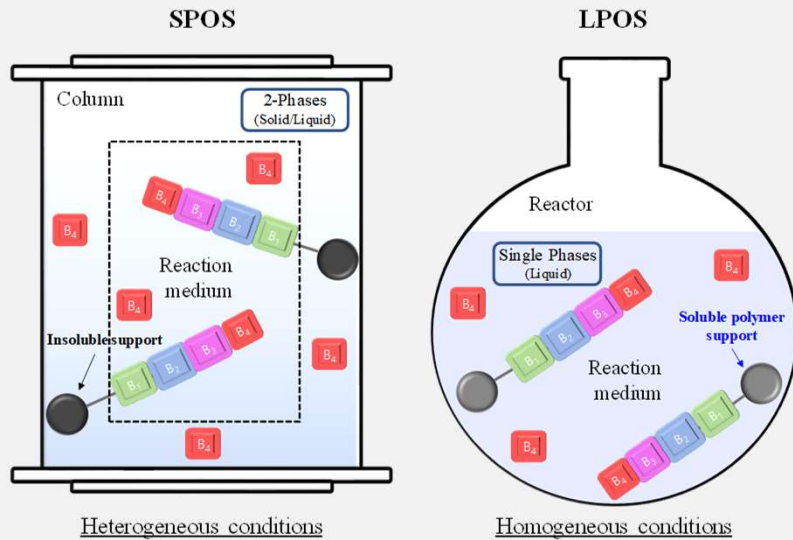 SPOS
Column
2-Phases
(Solid/Liquid)
B4
B4
B4
B3
B2
B1
Reaction
medium
B4
Insoluble support
B4
B3
B2
B1
B4
B4
Heterogeneous conditions
LPOS
Reactor
Single Phases
(Liquid)
B4
B4
B4
B3
B2
B1
Soluble polymer
support
Reaction
medium
B4
B1
B2
B3
B4
Homogeneous conditions